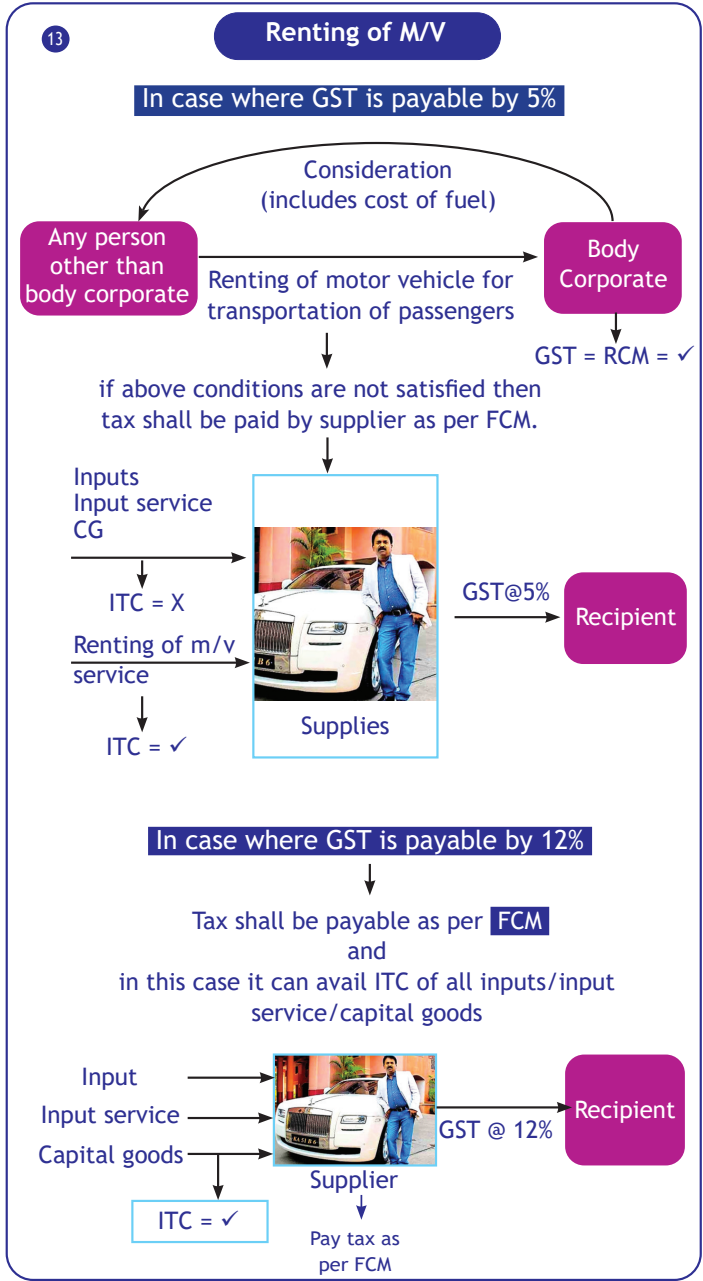 13
Renting of M/V
In case where GST is payable by 5%
Consideration
(includes cost of fuel)
Any person
other than
body corporate
Renting of motor vehicle for
transportation of passengers
Body
Corporate
GST = RCM = ✓
if above conditions are not satisfied then
tax shall be paid by supplier as per FCM.
Inputs
Input service
CG
ITC = X
Renting of m/v
service
ITC = ✓
B 6
Supplies
GST@5%
Recipient
In case where GST is payable by 12%
Tax shall be payable as per FCM
and
in this case it can avail ITC of all inputs/input
service/capital goods
Input
Input service
Capital goods
ITC = ✓
KA 51 B 6
Supplier
Pay tax as
per FCM
GST @ 12%
Recipient